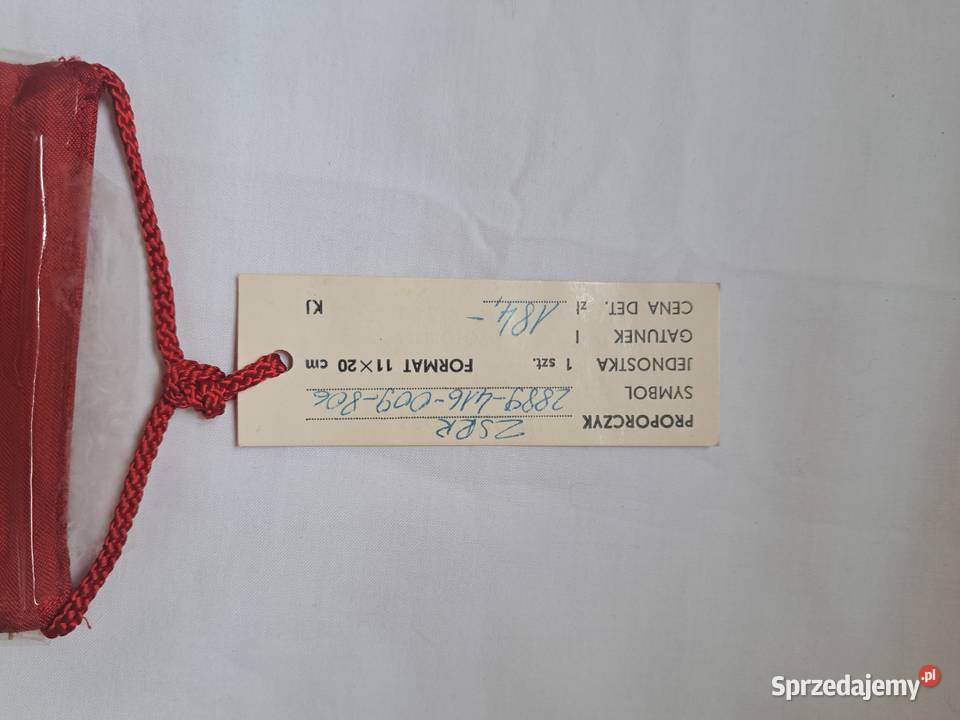 PROPORCZYK ZSRR
SYMBOL 2889-416-009-806
JEDNOSTKA 1 szt. FORMAT 11×20 cm
GATUNEK I
CENA DET. zł 184,- KJ
Sprzedajemy.pl